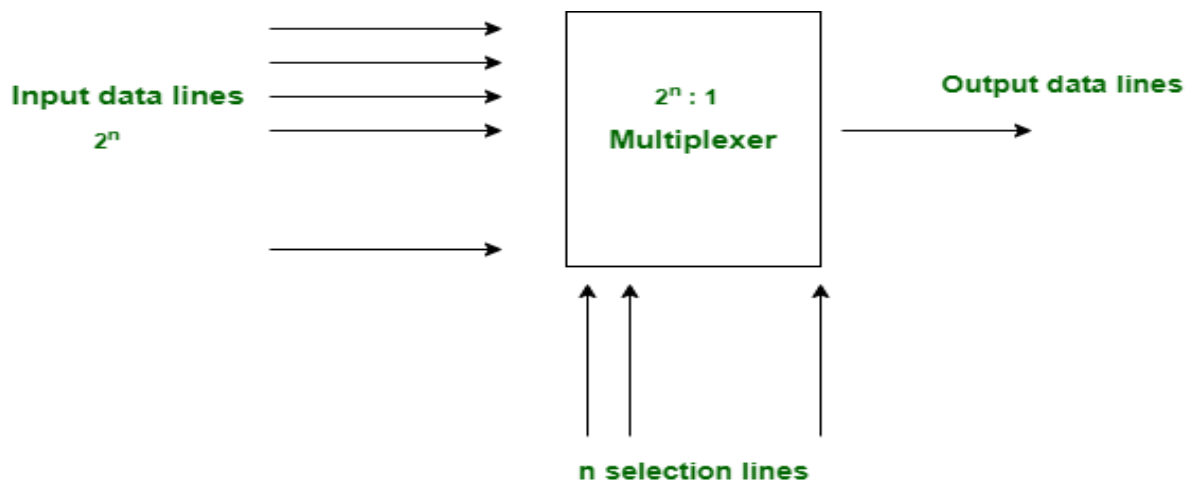 Input data lines
2ⁿ
2ⁿ : 1
Multiplexer
Output data lines
n selection lines